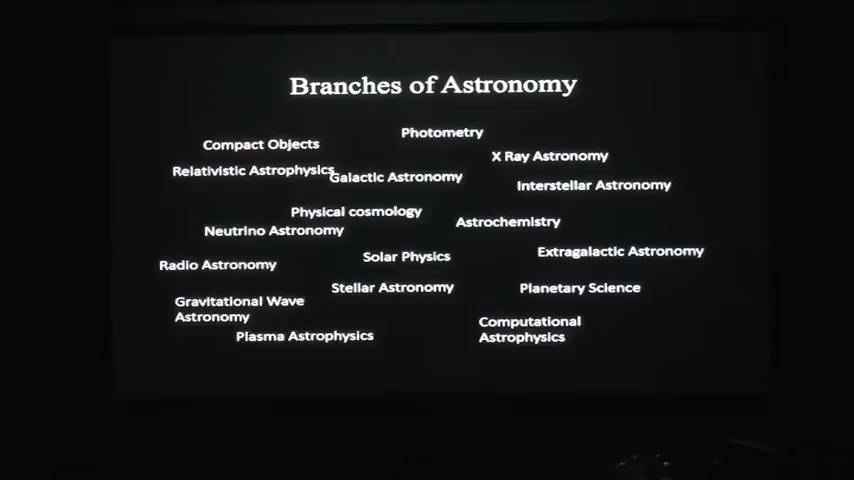 Branches of Astronomy
Photometry
Compact Objects
X Ray Astronomy
Relativistic Astrophysics
Galactic Astronomy
Interstellar Astronomy
Physical cosmology
Astrochemistry
Neutrino Astronomy
Extragalactic Astronomy
Solar Physics
Radio Astronomy
Stellar Astronomy
Planetary Science
Gravitational Wave
Astronomy
Computational
Astrophysics
Plasma Astrophysics